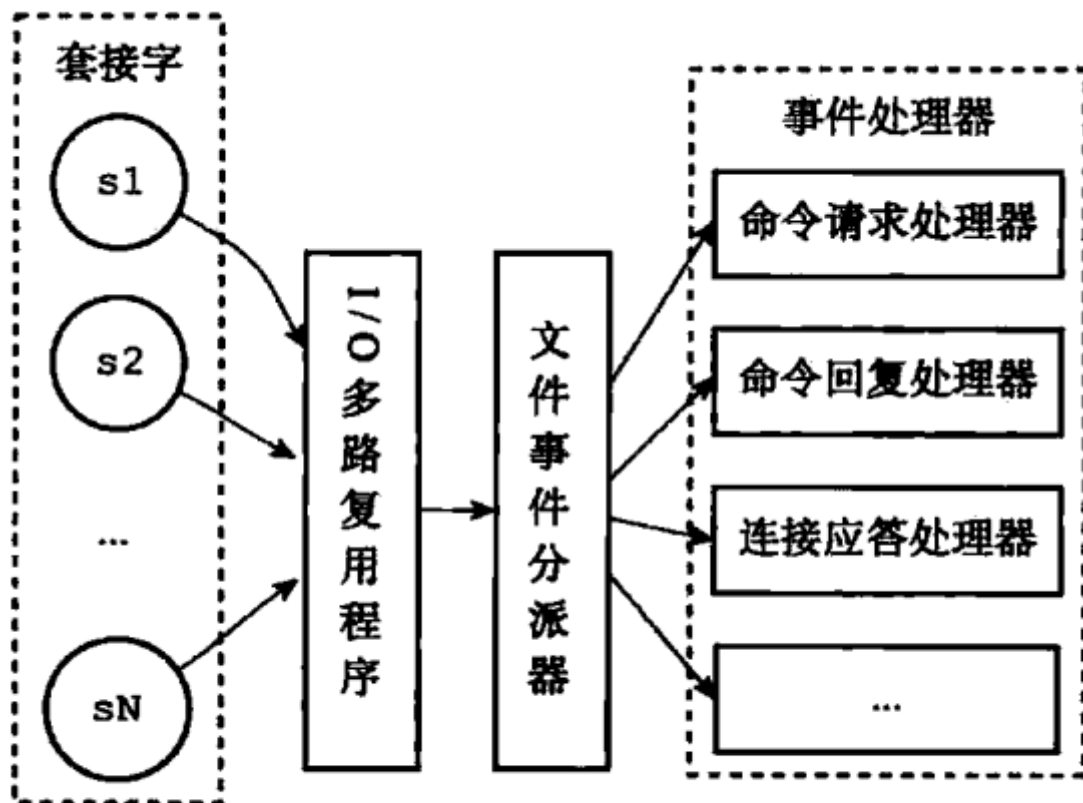 套接字
s1
s2
...
sN
I/O多路复用程序
文件事件分派器
事件处理器
命令请求处理器
命令回复处理器
连接应答处理器
...